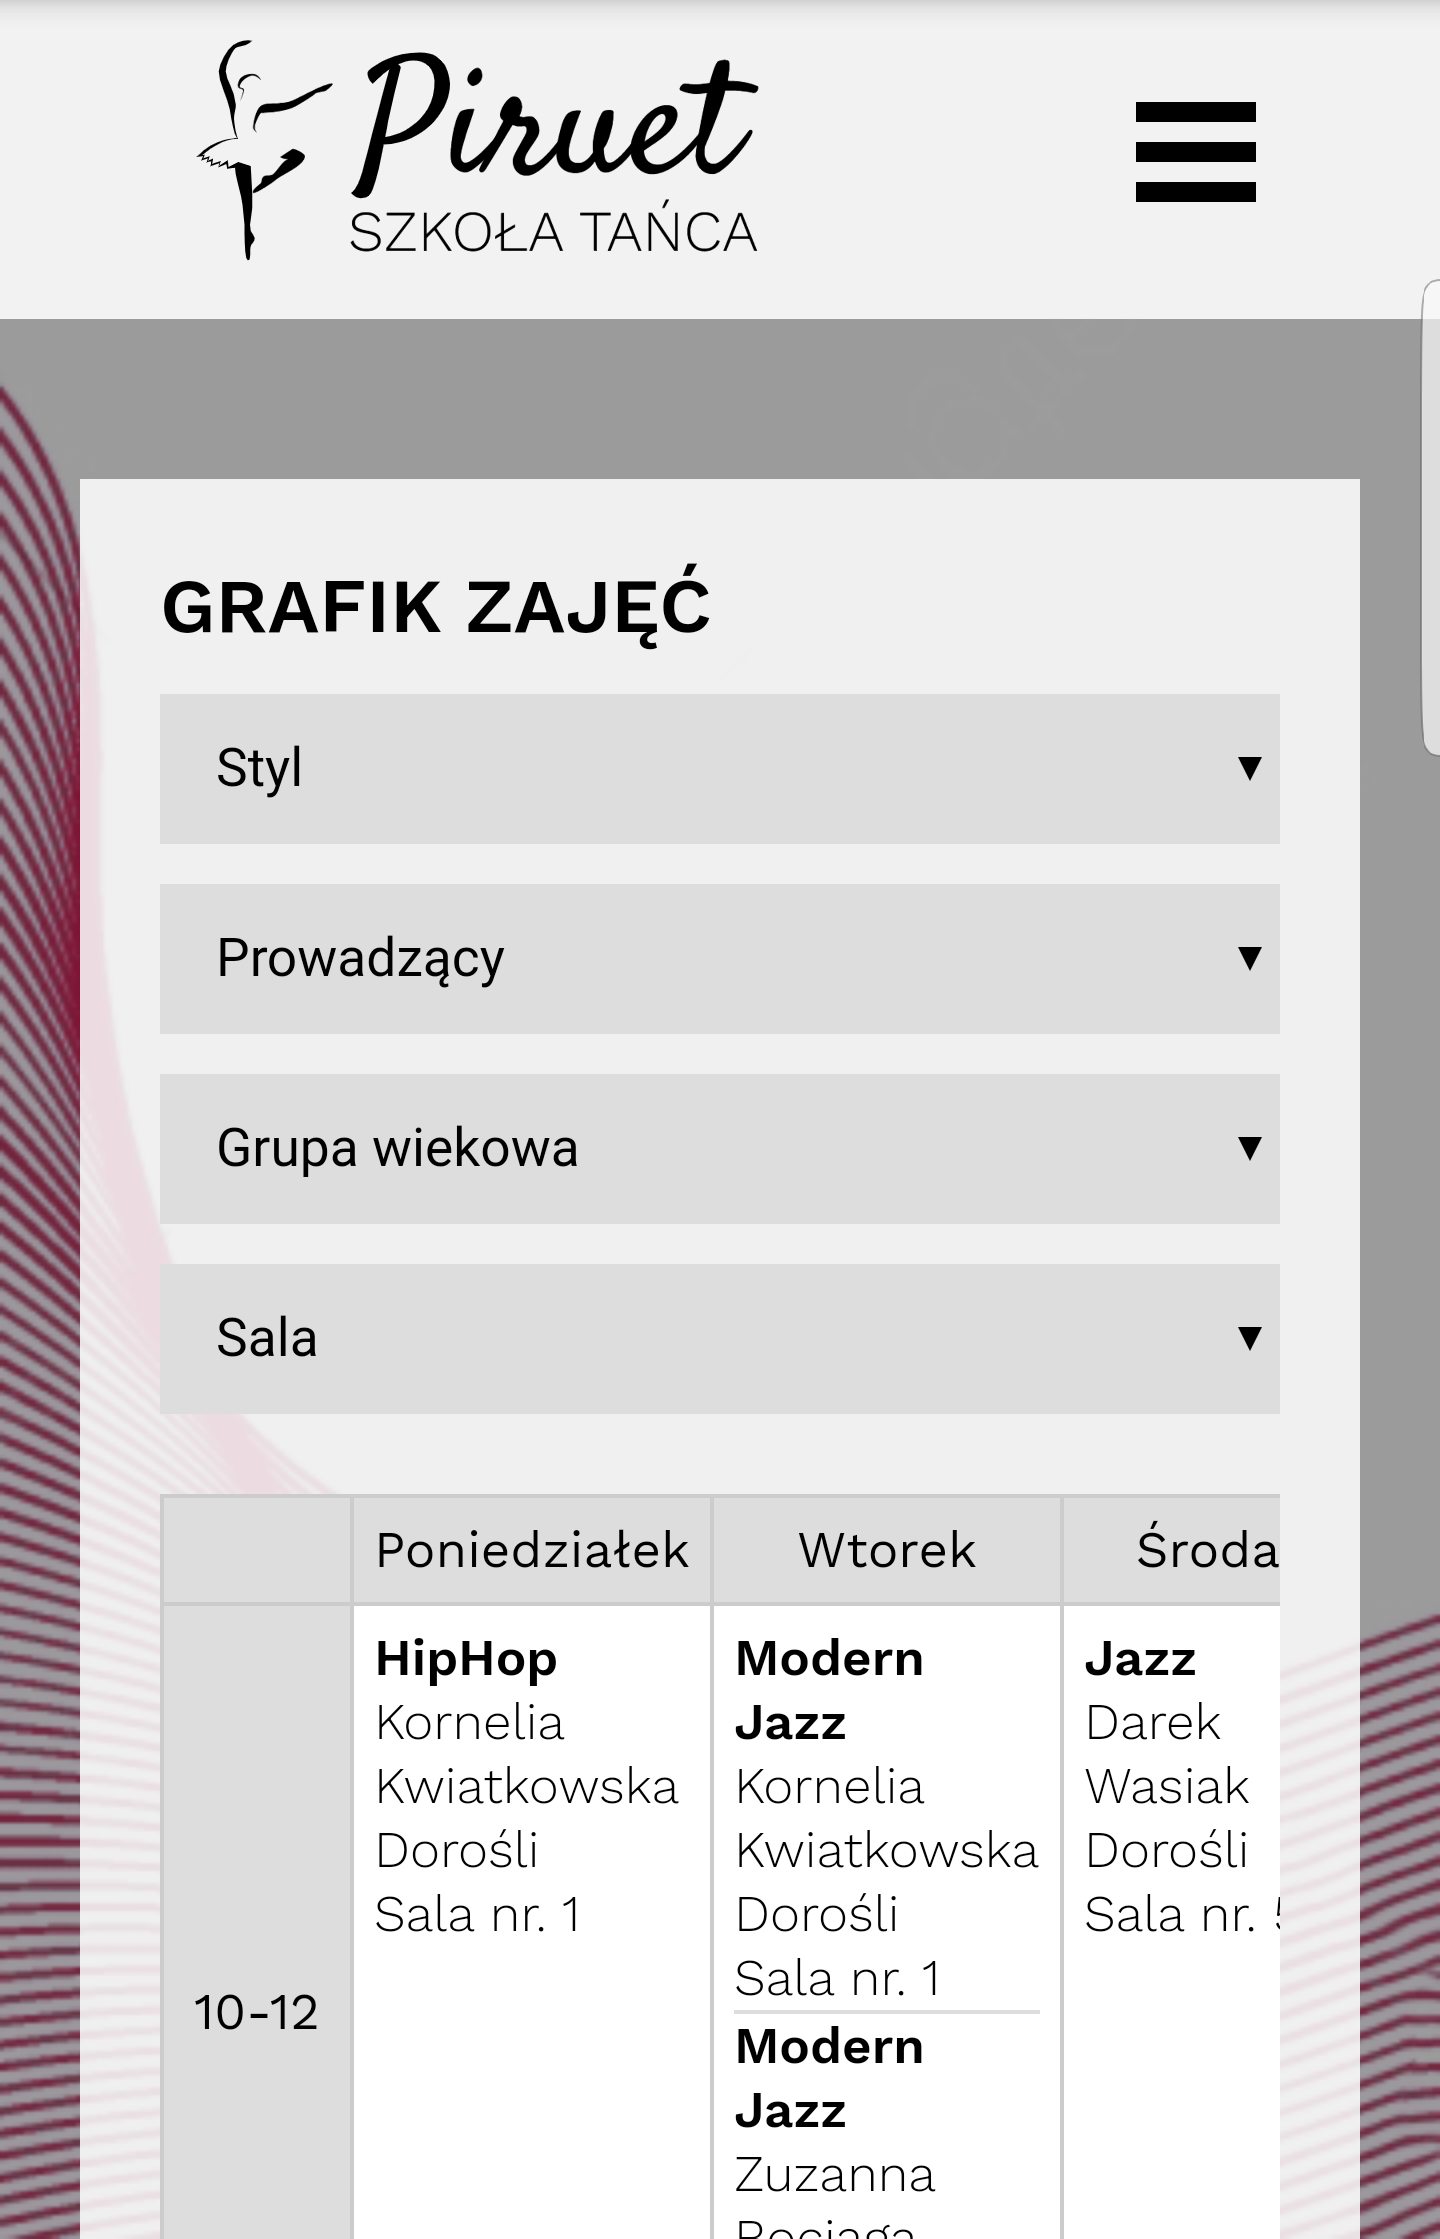 Piruet
SZKOŁA TAŃCA
GRAFIK ZAJĘĆ
Styl
Prowadzący
Grupa wiekowa
Sala
Poniedziałek
Wtorek
Środa
10-12
HipHop
Kornelia
Kwiatkowska
Dorośli
Sala nr. 1
Modern
Jazz
Kornelia
Kwiatkowska
Dorośli
Sala nr. 1
Modern
Jazz
Zuzanna
Jazz
Darek
Wasiak
Dorośli
Sala nr.